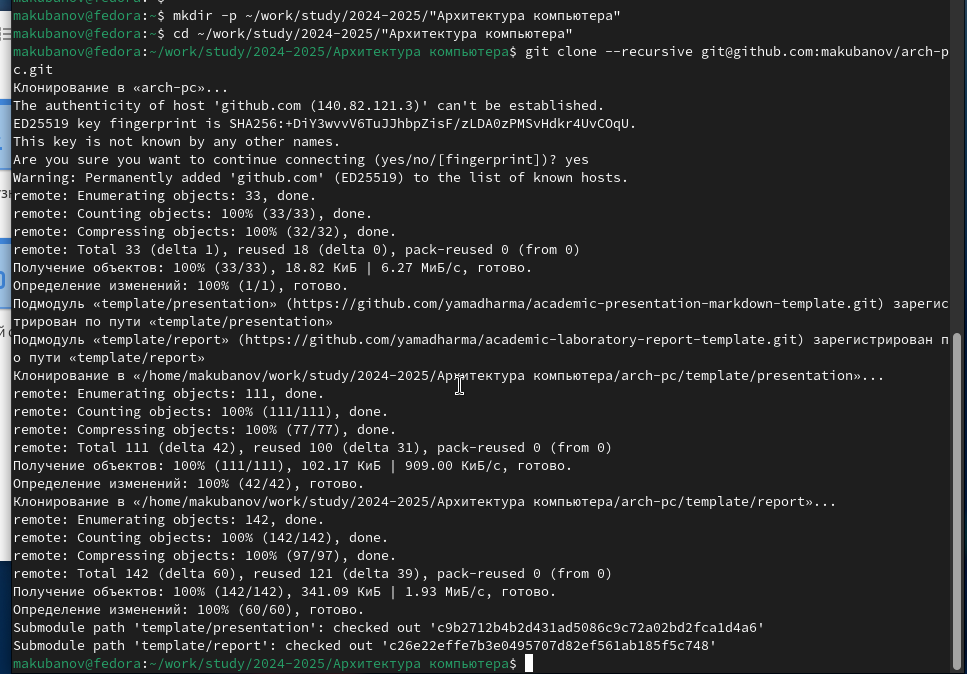 makubanov@fedora:~$ mkdir -p ~/work/study/2024-2025/"Архитектура компьютера"
makubanov@fedora:~$ cd ~/work/study/2024-2025/"Архитектура компьютера"
makubanov@fedora:~/work/study/2024-2025/Архитектура компьютера$ git clone --recursive git@github.com:makubanov/arch-p
c.git
Клонирование в «arch-pc»...
The authenticity of host 'github.com (140.82.121.3)' can't be established.
ED25519 key fingerprint is SHA256:+DiY3wvvV6TuJJhbpZisF/zLDA0zPMSvHdkr4UvCOqU.
This key is not known by any other names.
Are you sure you want to continue connecting (yes/no/[fingerprint])? yes
Warning: Permanently added 'github.com' (ED25519) to the list of known hosts.
remote: Enumerating objects: 33, done.
remote: Counting objects: 100% (33/33), done.
remote: Compressing objects: 100% (32/32), done.
remote: Total 33 (delta 1), reused 18 (delta 0), pack-reused 0 (from 0)
Получение объектов: 100% (33/33), 18.82 КиБ | 6.27 МиБ/с, готово.
Определение изменений: 100% (1/1), готово.
Подмодуль «template/presentation» (https://github.com/yamadharma/academic-presentation-markdown-template.git) зарегис
трирован по пути «template/presentation»
Подмодуль «template/report» (https://github.com/yamadharma/academic-laboratory-report-template.git) зарегистрирован п
о пути «template/report»
Клонирование в «/home/makubanov/work/study/2024-2025/Архитектура компьютера/arch-pc/template/presentation»...
remote: Enumerating objects: 111, done.
remote: Counting objects: 100% (111/111), done.
remote: Compressing objects: 100% (77/77), done.
remote: Total 111 (delta 42), reused 100 (delta 31), pack-reused 0 (from 0)
Получение объектов: 100% (111/111), 102.17 КиБ | 909.00 КиБ/с, готово.
Определение изменений: 100% (42/42), готово.
Клонирование в «/home/makubanov/work/study/2024-2025/Архитектура компьютера/arch-pc/template/report»...
remote: Enumerating objects: 142, done.
remote: Counting objects: 100% (142/142), done.
remote: Compressing objects: 100% (97/97), done.
remote: Total 142 (delta 60), reused 121 (delta 39), pack-reused 0 (from 0)
Получение объектов: 100% (142/142), 341.09 КиБ | 1.93 МиБ/с, готово.
Определение изменений: 100% (60/60), готово.
Submodule path 'template/presentation': checked out 'c9b2712b4b2d431ad5086c9c72a02bd2fca1d4a6'
Submodule path 'template/report': checked out 'c26e22effe7b3e0495707d82ef561ab185f5c748'
makubanov@fedora:~/work/study/2024-2025/Архитектура компьютера$